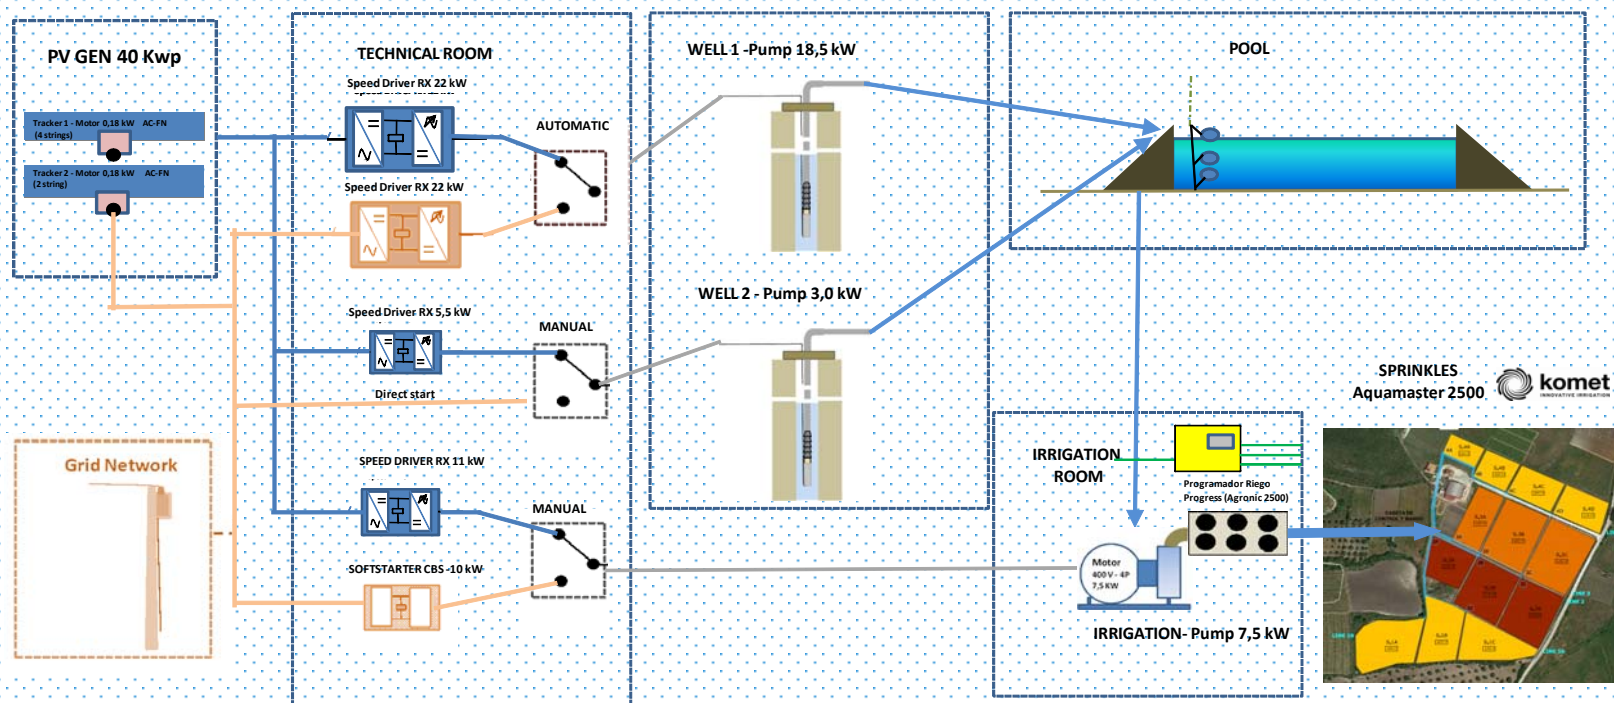 PV GEN 40 Kwp
Tracker 1 - Motor 0,18 kW AC-FN
(4 strings)
Tracker 2 - Motor 0,18 kW AC-FN
(2 string)
Grid Network
TECHNICAL ROOM
Speed Driver RX 22 kW
AUTOMATIC
Speed Driver RX 22 kW
Speed Driver RX 5,5 kW
MANUAL
Direct start
SPEED DRIVER RX 11 kW
MANUAL
SOFTSTARTER CBS -10 kW
WELL 1 -Pump 18,5 kW
WELL 2 - Pump 3,0 kW
POOL
SPRINKLES
Aquamaster 2500
komet
INNOVATIVE IRRIGATION
IRRIGATION
ROOM
Programador Riego
Progress (Agronic 2500)
Motor
400 V - 4P
7,5 KW
IRRIGATION- Pump 7,5 kW